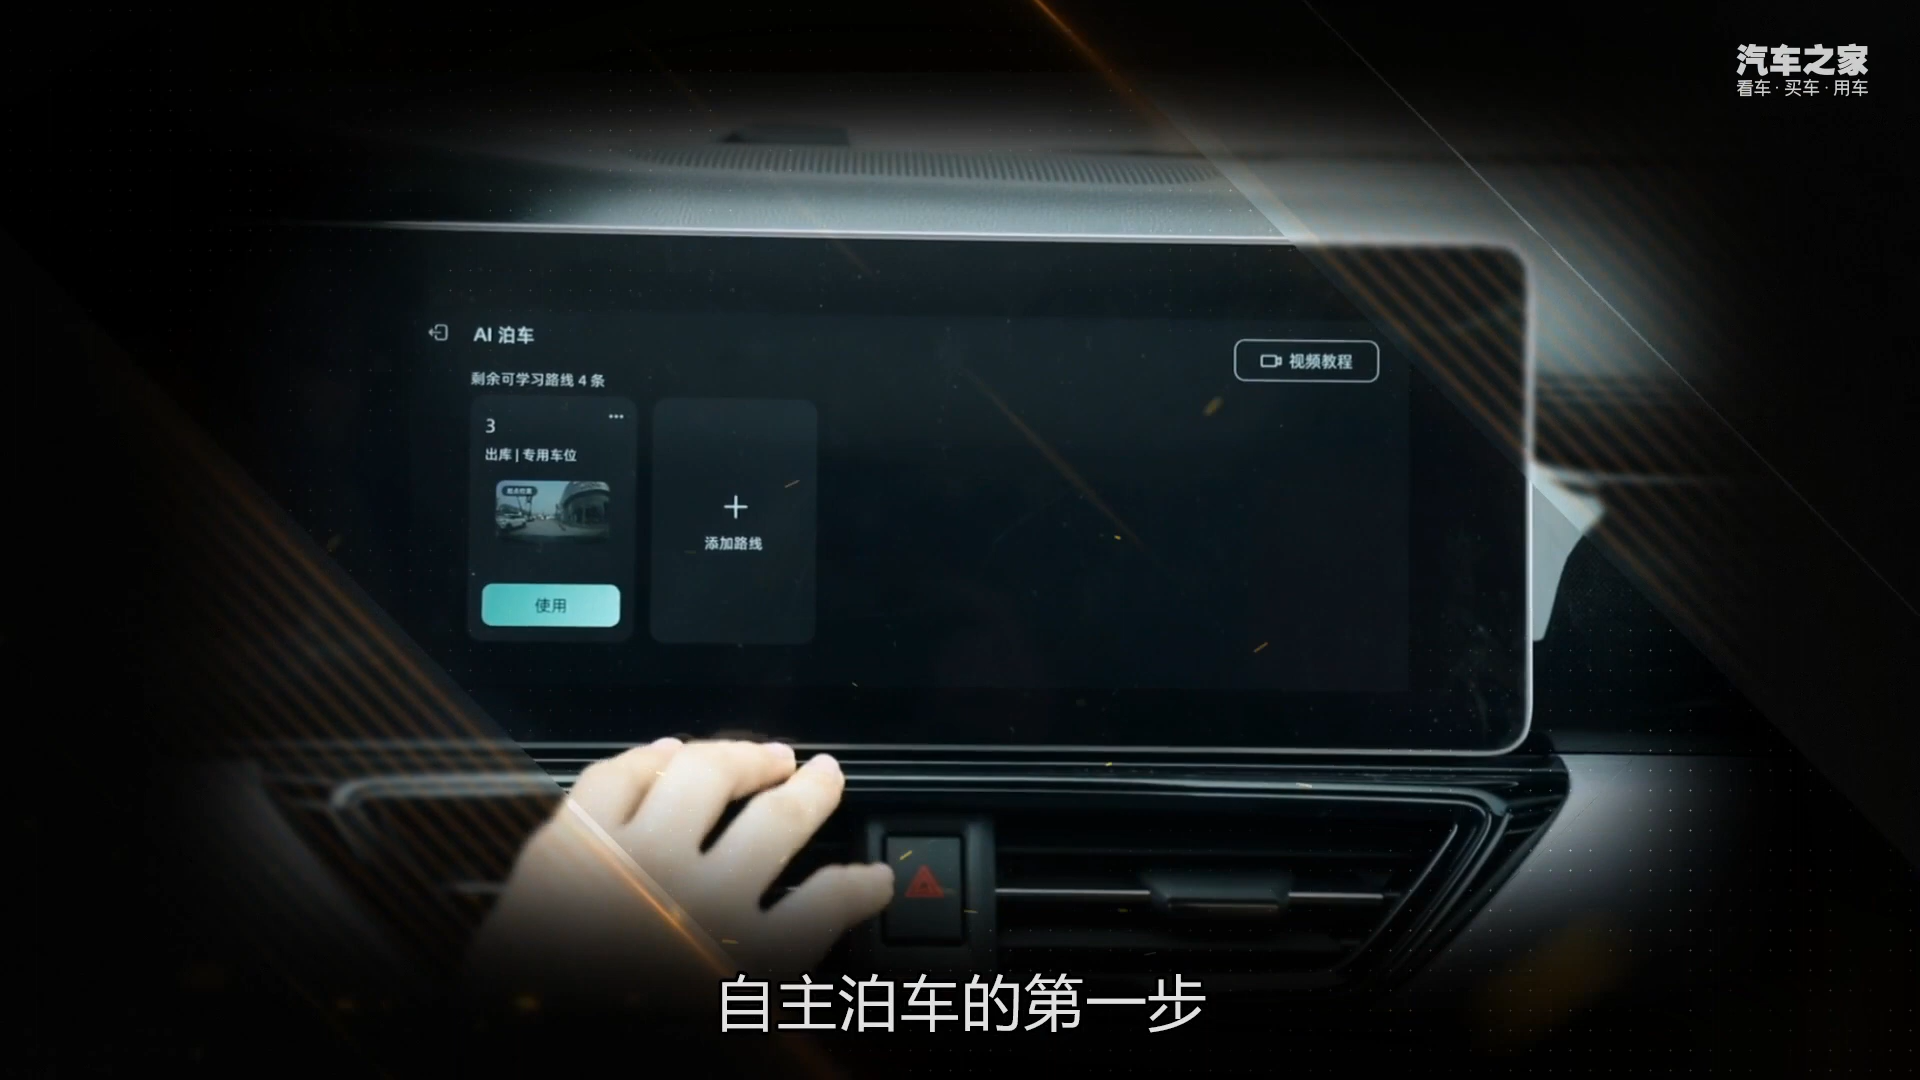 汽车之家
看车·买车·用车
AI 泊车
视频教程
剩余可学习路线 4 条
3
出库 | 专用车位
添加路线
使用
自主泊车的第一步